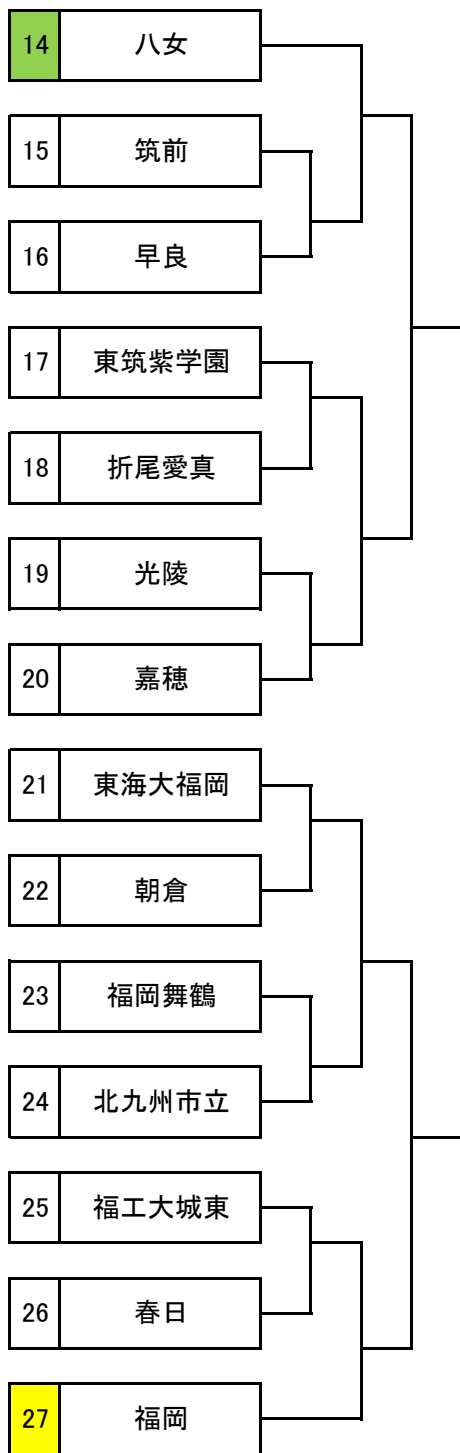 14 八女
15 筑前
16 早良
17 東筑紫学園
18 折尾愛真
19 光陵
20 嘉穂
21 東海大福岡
22 朝倉
23 福岡舞鶴
24 北九州市立
25 福工大城東
26 春日
27 福岡